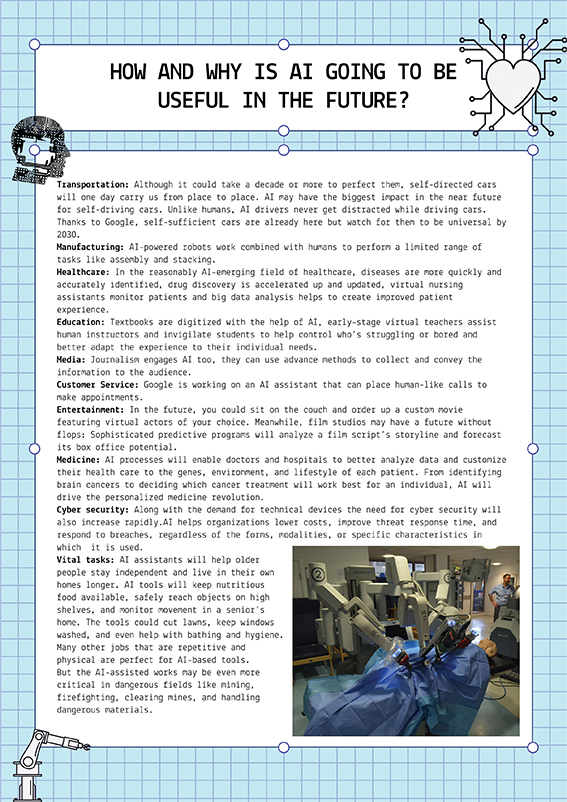 HOW AND WHY IS AI GOING TO BE
USEFUL IN THE FUTURE?
Transportation: Although it could take a decade or more to perfect them, self-directed cars
will one day carry us from place to place. AI may have the biggest impact in the near future
for self-driving cars. Unlike humans, AI drivers never get distracted while driving cars.
Thanks to Google, self-sufficient cars are already here but watch for them to be universal by
2030.
Manufacturing: AI-powered robots work combined with humans to perform a limited range of
tasks like assembly and stacking.
Healthcare: In the reasonably AI-emerging field of healthcare, diseases are more quickly and
accurately identified, drug discovery is accelerated up and updated, virtual nursing
assistants monitor patients and big data analysis helps to create improved patient
experience.
Education: Textbooks are digitized with the help of AI, early-stage virtual teachers assist
human instructors and invigilate students to help control who's struggling or bored and
better adapt the experience to their individual needs.
Media: Journalism engages AI too, they can use advance methods to collect and convey the
information to the audience.
Customer Service: Google is working on an AI assistant that can place human-like calls to
make appointments.
Entertainment: In the future, you could sit on the couch and order up a custom movie
featuring virtual actors of your choice. Meanwhile, film studios may have a future without
flops: Sophisticated predictive programs will analyze a film script's storyline and forecast
its box office potential.
Medicine: AI processes will enable doctors and hospitals to better analyze data and customize
their health care to the genes, environment, and lifestyle of each patient. From identifying
brain cancers to deciding which cancer treatment will work best for an individual, AI will
drive the personalized medicine revolution.
Cyber security: Along with the demand for technical devices the need for cyber security will
also increase rapidly.AI helps organizations lower costs, improve threat response time, and
respond to breaches, regardless of the forms, modalities, or specific characteristics in
which it is used.
Vital tasks: AI assistants will help older
people stay independent and live in their own
homes longer. AI tools will keep nutritious
food available, safely reach objects on high
shelves, and monitor movement in a senior's
home. The tools could cut lawns, keep windows
washed, and even help with bathing and hygiene.
Many other jobs that are repetitive and
physical are perfect for AI-based tools.
But the AI-assisted works may be even more
critical in dangerous fields like mining,
firefighting, clearing mines, and handling
dangerous materials.
2